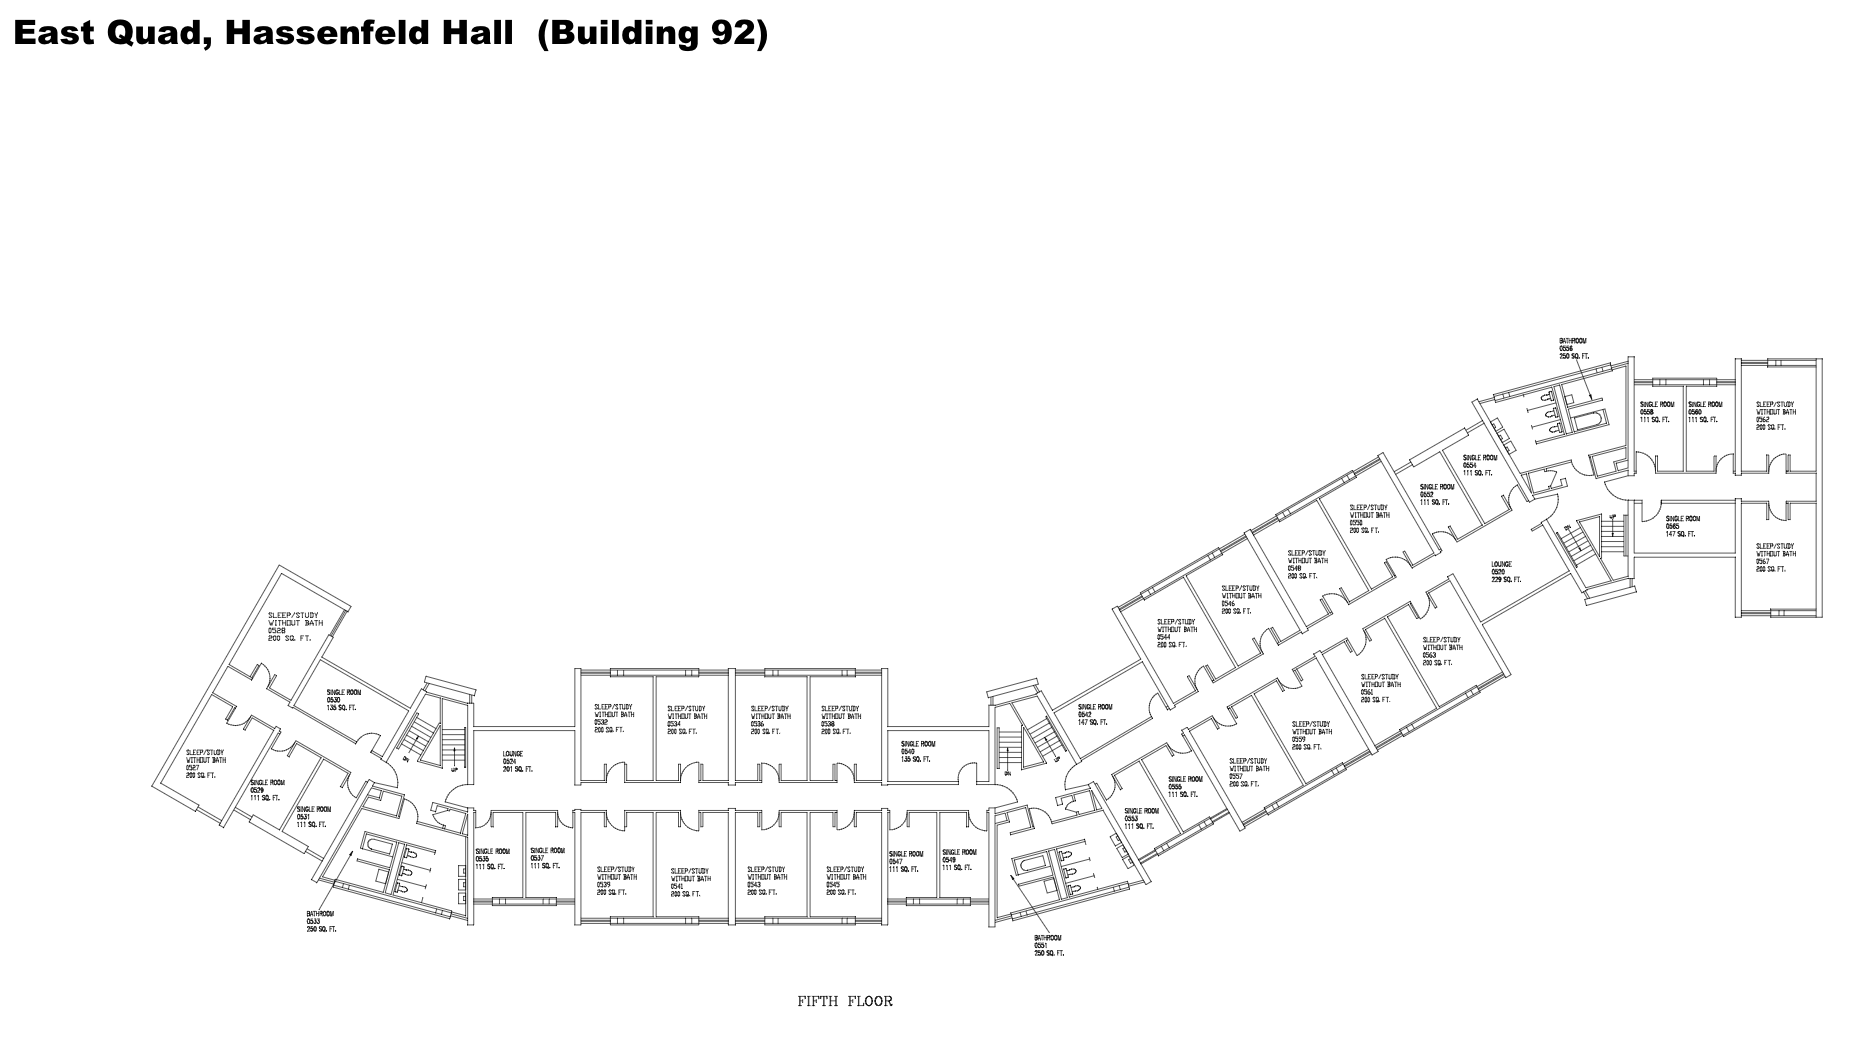 East Quad, Hassenfeld Hall (Building 92)
BATHROOM
0556
250 SQ. FT.
SINGLE ROOM
0558
111 SQ. FT.
SINGLE ROOM
0560
111 SQ. FT.
SLEEP/STUDY
WITHOUT BATH
0562
200 SQ. FT.
SINGLE ROOM
0554
111 SQ. FT.
SINGLE ROOM
0552
111 SQ. FT.
SLEEP/STUDY
WITHOUT BATH
0550
200 SQ. FT.
SINGLE ROOM
0565
147 SQ. FT.
DN
UP
SLEEP/STUDY
WITHOUT BATH
0567
200 SQ. FT.
SLEEP/STUDY
WITHOUT BATH
0548
200 SQ. FT.
LOUNGE
0520
229 SQ. FT.
SLEEP/STUDY
WITHOUT BATH
0546
200 SQ. FT.
SLEEP/STUDY
WITHOUT BATH
0544
200 SQ. FT.
SLEEP/STUDY
WITHOUT BATH
0563
200 SQ. FT.
SLEEP/STUDY
WITHOUT BATH
0561
200 SQ. FT.
SLEEP/STUDY
WITHOUT BATH
0559
200 SQ. FT.
SLEEP/STUDY
WITHOUT BATH
0557
200 SQ. FT.
SLEEP/STUDY
WITHOUT BATH
0528
200 SQ. FT.
SINGLE ROOM
0530
135 SQ. FT.
SLEEP/STUDY
WITHOUT BATH
0527
200 SQ. FT.
SINGLE ROOM
0529
111 SQ. FT.
SINGLE ROOM
0531
111 SQ. FT.
DN
UP
LOUNGE
0524
201 SQ. FT.
SLEEP/STUDY
WITHOUT BATH
0532
200 SQ. FT.
SLEEP/STUDY
WITHOUT BATH
0534
200 SQ. FT.
SLEEP/STUDY
WITHOUT BATH
0536
200 SQ. FT.
SLEEP/STUDY
WITHOUT BATH
0538
200 SQ. FT.
SINGLE ROOM
0540
135 SQ. FT.
DN
UP
SINGLE ROOM
0542
147 SQ. FT.
SINGLE ROOM
0555
111 SQ. FT.
SINGLE ROOM
0553
111 SQ. FT.
SINGLE ROOM
0535
111 SQ. FT.
SINGLE ROOM
0537
111 SQ. FT.
SLEEP/STUDY
WITHOUT BATH
0539
200 SQ. FT.
SLEEP/STUDY
WITHOUT BATH
0541
200 SQ. FT.
SLEEP/STUDY
WITHOUT BATH
0543
200 SQ. FT.
SLEEP/STUDY
WITHOUT BATH
0545
200 SQ. FT.
SINGLE ROOM
0547
111 SQ. FT.
SINGLE ROOM
0549
111 SQ. FT.
BATHROOM
0533
250 SQ. FT.
BATHROOM
0551
250 SQ. FT.
FIFTH FLOOR